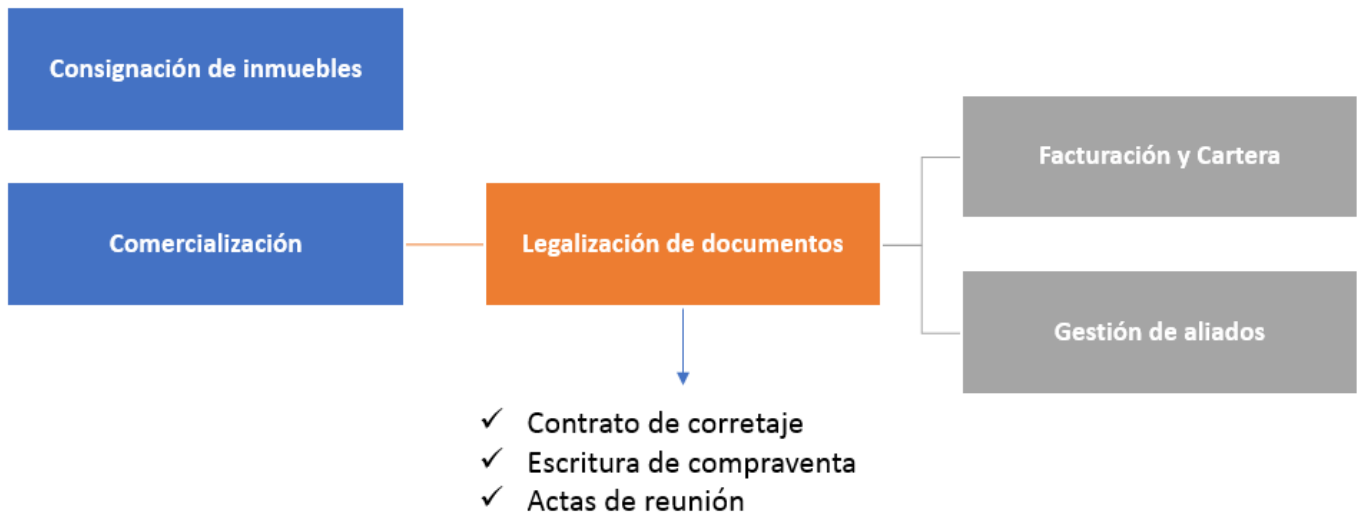 Consignación de inmuebles
Comercialización
Legalización de documentos
Facturación y Cartera
Gestión de aliados
✓ Contrato de corretaje
✓ Escritura de compraventa
✓ Actas de reunión